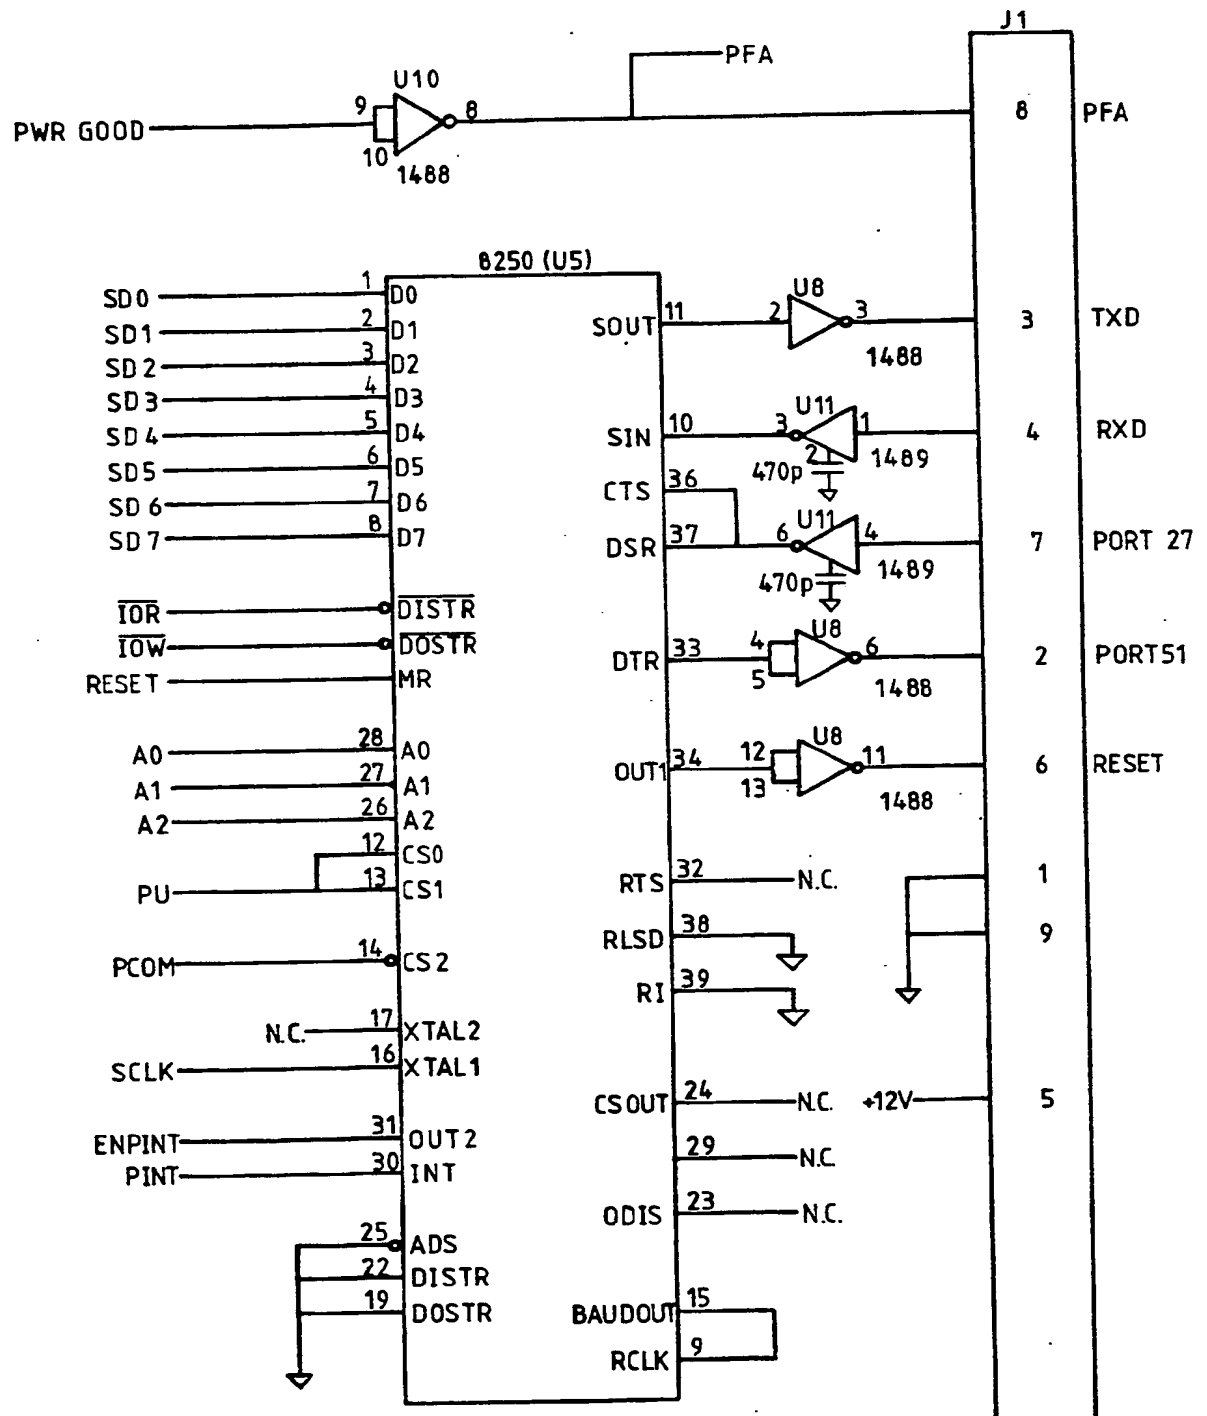 J1
PFA
U10
9
8
8
PFA
PWR GOOD
10
1488
8250 (U5)
SD0
1
D0
SD1
2
D1
SD2
3
D2
SD3
4
D3
SD4
5
D4
SD5
6
D5
SD6
7
D6
SD7
8
D7
IOR
DISTR
IOW
DOSTR
RESET
MR
A0
28
A0
A1
27
A1
A2
26
A2
12
CS0
PU
13
CS1
PCOM
14
CS2
N.C.
17
XTAL2
SCLK
16
XTAL1
ENPINT
31
OUT2
PINT
30
INT
25
ADS
22
DISTR
19
DOSTR
SOUT
11
2
U8
3
1488
3
TXD
SIN
10
3
U11
1
2
1489
470p
4
RXD
CTS
36
DSR
37
6
U11
4
1489
470p
7
PORT 27
DTR
33
4
5
U8
6
1488
2
PORT51
OUT1
34
12
13
U8
11
1488
6
RESET
RTS
32
N.C.
1
RLSD
38
9
RI
39
CSOUT
24
N.C.
+12V
5
29
N.C.
ODIS
23
N.C.
BAUDOUT
15
RCLK
9